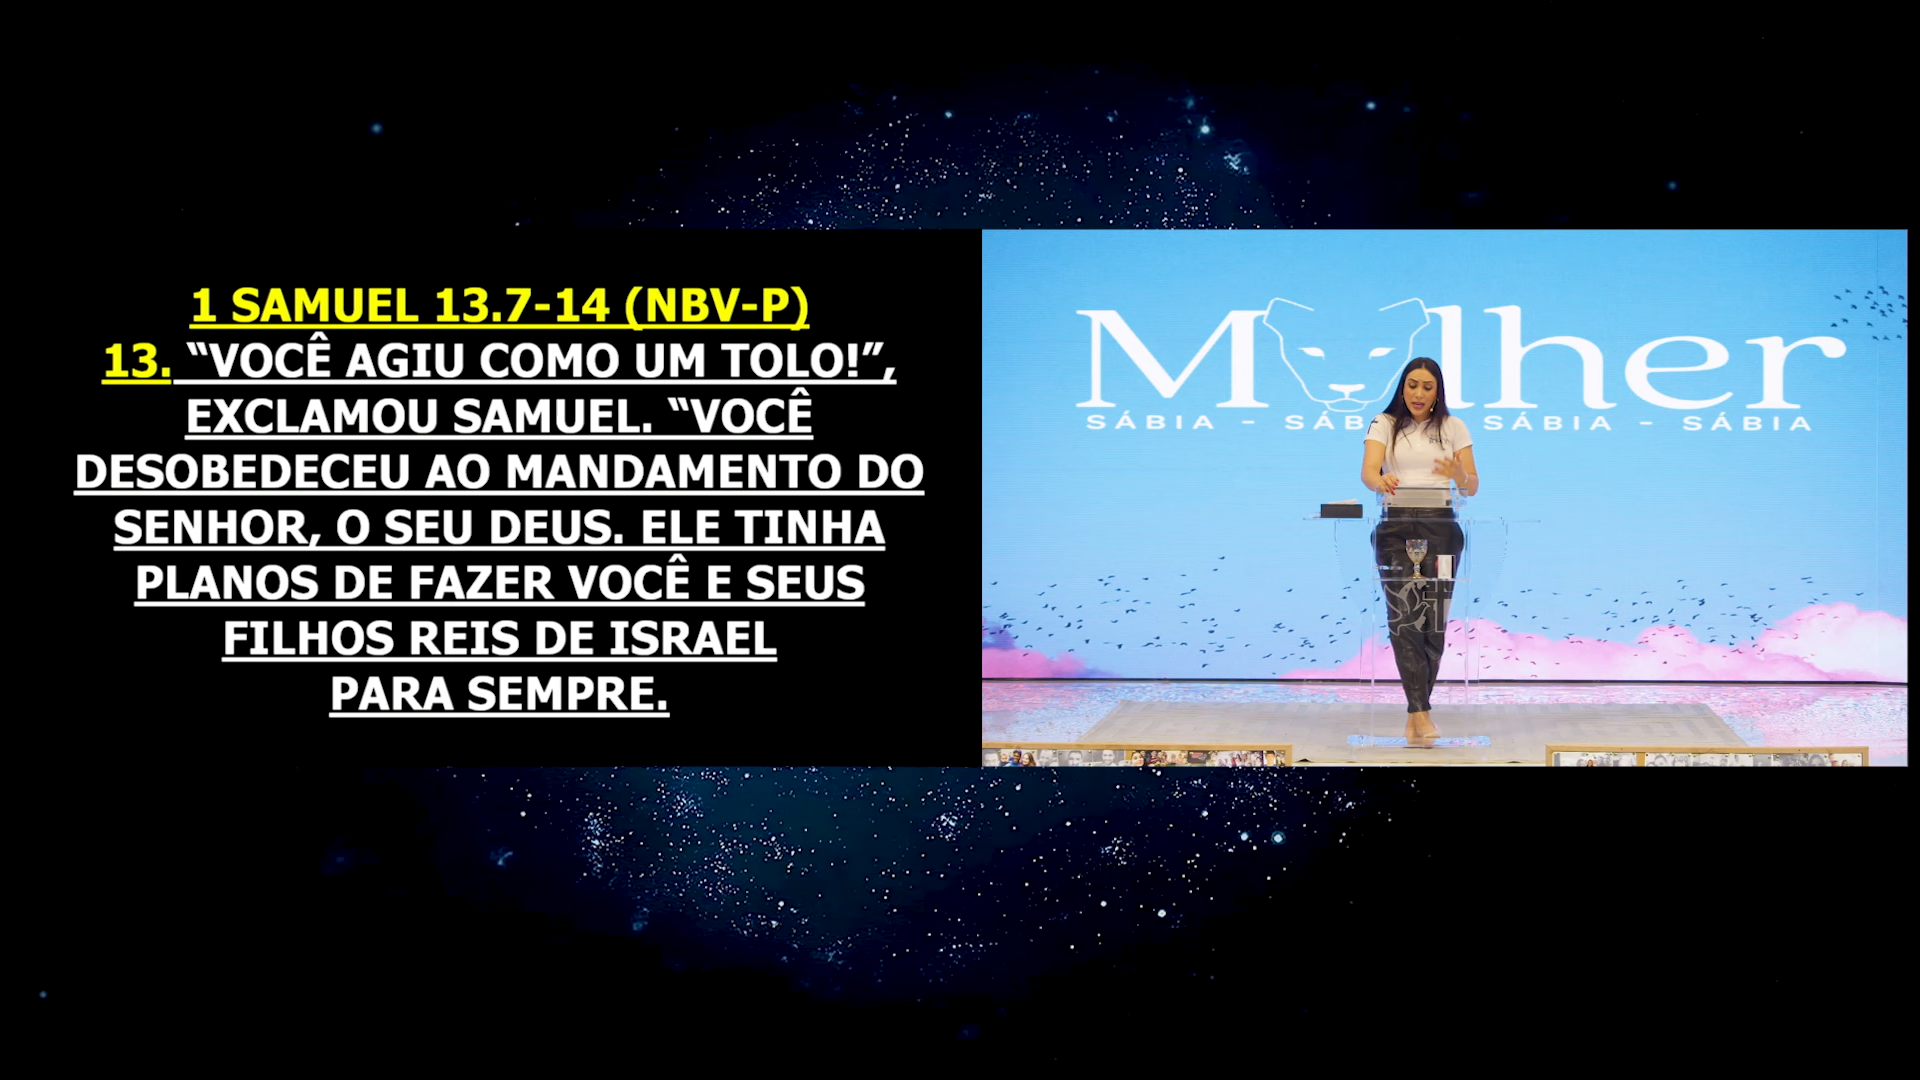 1 SAMUEL 13.7-14 (NBV-P)
13. “VOCÊ AGIU COMO UM TOLO!”,
EXCLAMOU SAMUEL. “VOCÊ
DESOBEDECEU AO MANDAMENTO DO
SENHOR, O SEU DEUS. ELE TINHA
PLANOS DE FAZER VOCÊ E SEUS
FILHOS REIS DE ISRAEL
PARA SEMPRE.
Mulher
SÁBIA - SÁB SÁBIA - SÁBIA